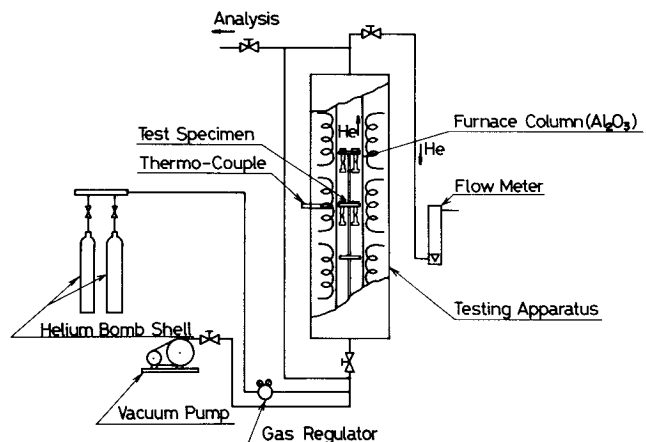 Analysis
Test Specimen
Thermo-Couple
He
Furnace Column(Al₂O₃)
He
Flow Meter
Testing Apparatus
Helium Bomb Shell
Vacuum Pump
Gas Regulator